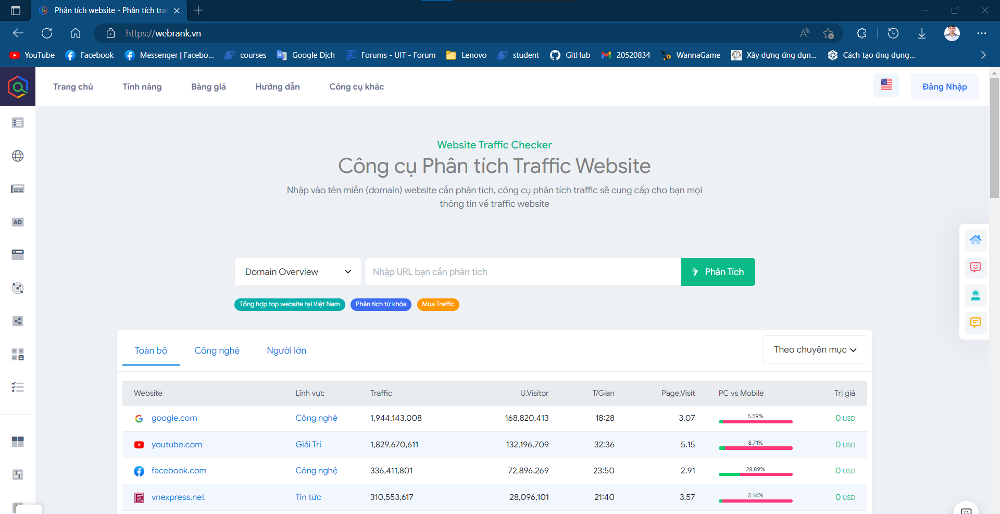 Phân tích website - Phân tích traf
https://webrank.vn
YouTube Facebook Messenger | Facebo... courses Google Dịch Forums - UIT - Forum Lenovo student GitHub 20520834 WannaGame Xây dựng ứng dụn... Cách tạo ứng dụng...
Trang chủ Tính năng Bảng giá Hướng dẫn Công cụ khác Đăng Nhập
AD
Website Traffic Checker
Công cụ Phân tích Traffic Website
Nhập vào tên miền (domain) website cần phân tích, công cụ phân tích traffic sẽ cung cấp cho bạn mọi
thông tin về traffic website
Domain Overview Nhập URL bạn cần phân tích Phân Tích
Tổng hợp top website tại Việt Nam Phân tích từ khóa Mua Traffic
Toàn bộ Công nghệ Người lớn Theo chuyên mục
Website Lĩnh vực Traffic U.Visitor T/Gian Page.Visit PC vs Mobile Trị giá
google.com Công nghệ 1,944,143,008 168,820,413 18:28 3.07 5.59% 0 USD
youtube.com Giải Trí 1,829,670,611 132,196,709 32:36 5.15 8.71% 0 USD
facebook.com Công nghệ 336,411,801 72,896,269 23:50 2.91 28.89% 0 USD
vnexpress.net Tin tức 310,553,617 28,096,101 21:40 3.57 5.14% 0 USD